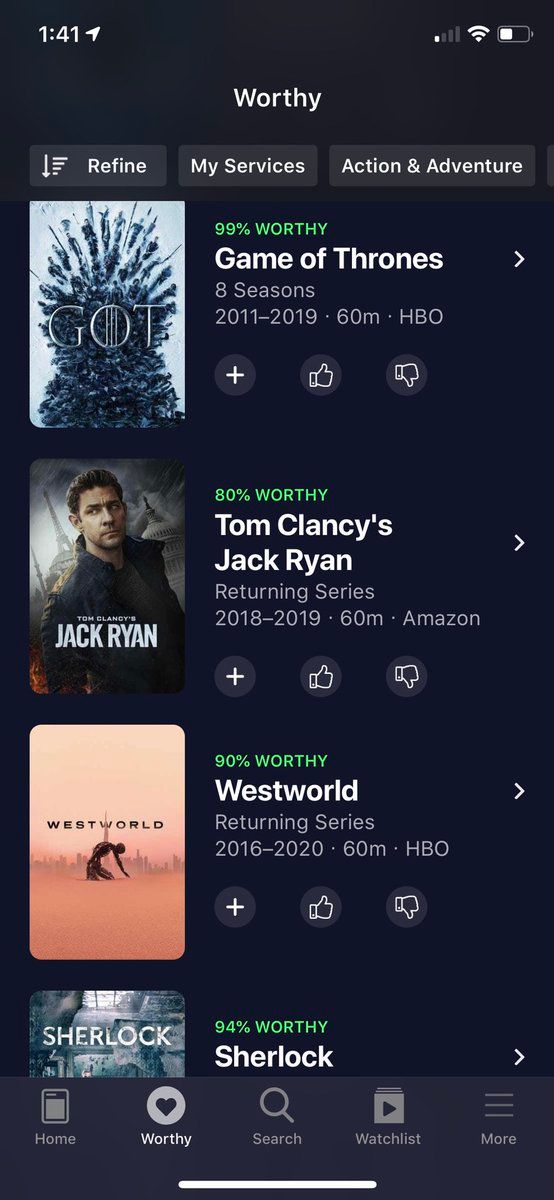 1:41
Worthy
Refine
My Services
Action & Adventure
GOT
99% WORTHY
Game of Thrones
8 Seasons
2011–2019 · 60m · HBO
TOM CLANCY'S
JACK RYAN
80% WORTHY
Tom Clancy's
Jack Ryan
Returning Series
2018–2019 · 60m · Amazon
WESTWORLD
90% WORTHY
Westworld
Returning Series
2016–2020 · 60m · HBO
SHERLOCK
94% WORTHY
Sherlock
Home
Worthy
Search
Watchlist
More